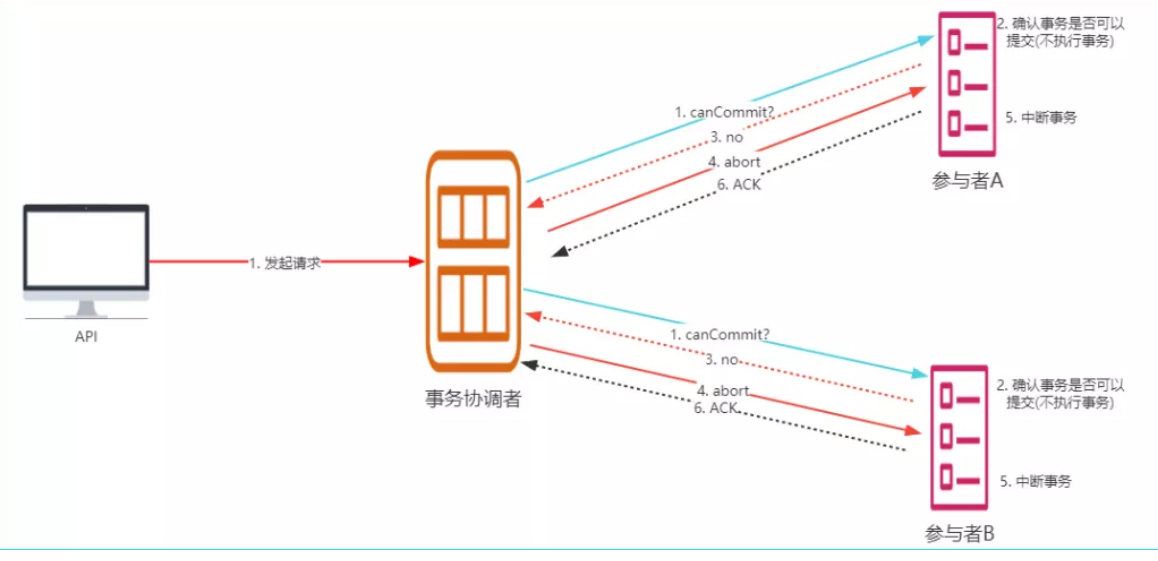 2. 确认事务是否可以
提交(不执行事务)
1. canCommit?
3. no
4. abort
6. ACK
5. 中断事务
参与者A
1. 发起请求
API
事务协调者
1. canCommit?
3. no
4. abort
6. ACK
2. 确认事务是否可以
提交(不执行事务)
5. 中断事务
参与者B